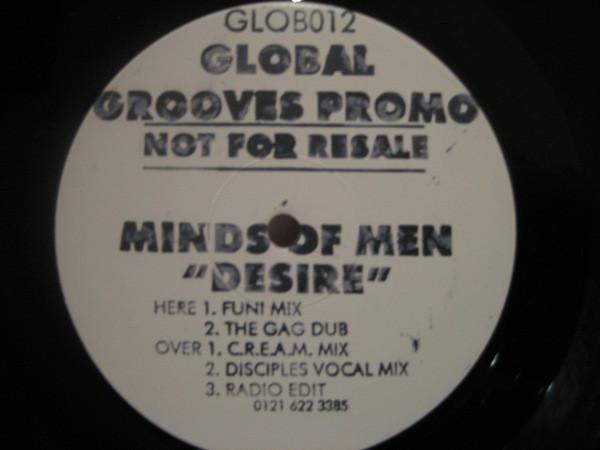 GLOB012
GLOBAL
GROOVES PROMO
NOT FOR RESALE
MINDS OF MEN
"DESIRE"
HERE 1. FUN! MIX
2. THE GAG DUB
OVER 1. C.R.E.A.M. MIX
2. DISCIPLES VOCAL MIX
3. RADIO EDIT
0121 622 3385